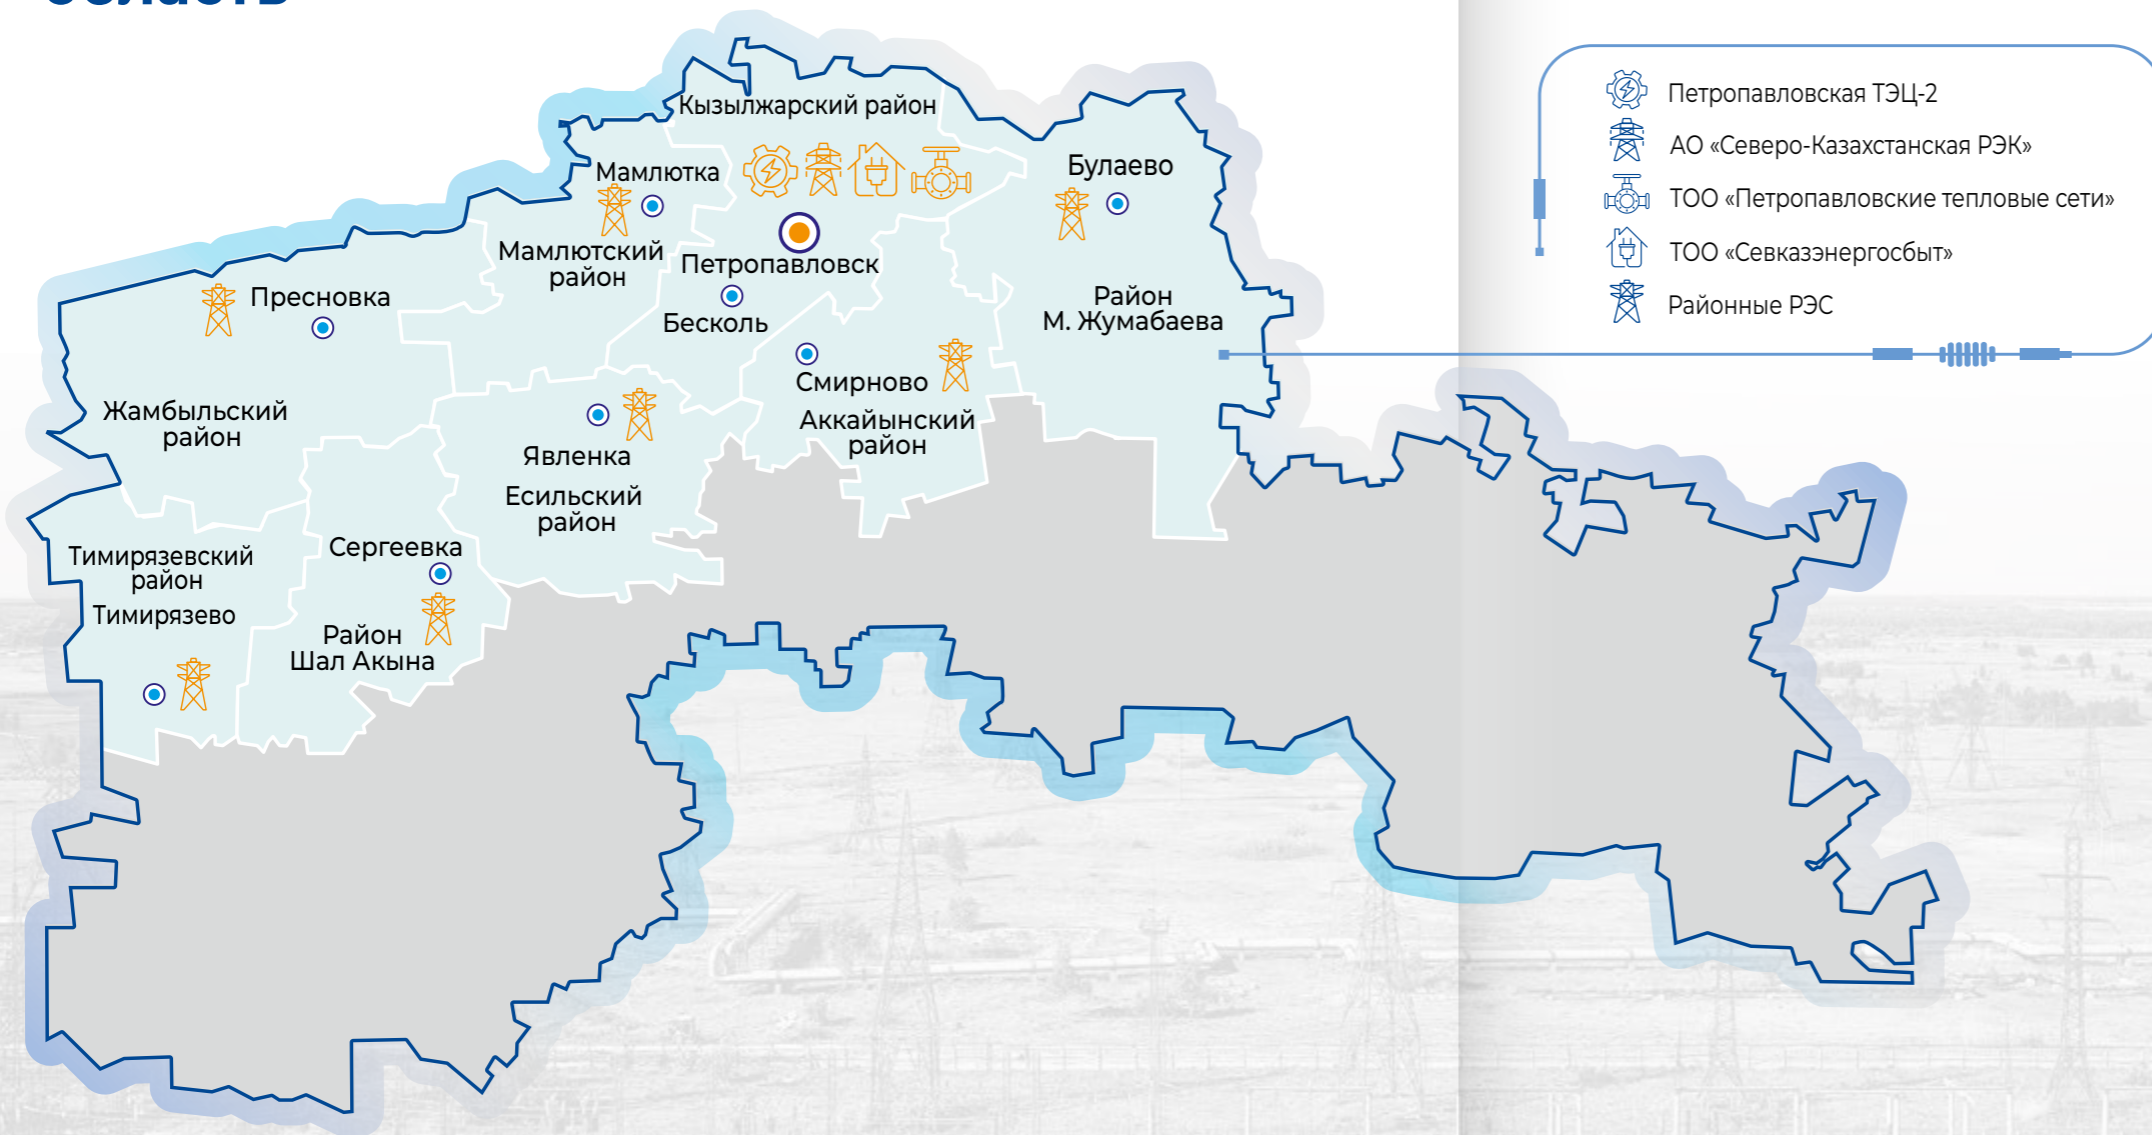 Кызылжарский район
Мамлютка
Булаево
Мамлютский
район
Петропавловск
Пресновка
Бесколь
Район
М. Жумабаева
Смирново
Жамбыльский
район
Аккайынский
район
Явленка
Есильский
район
Сергеевка
Тимирязевский
район
Тимирязево
Район
Шал Акына
Петропавловская ТЭЦ-2
АО «Северо-Казахстанская РЭК»
ТОО «Петропавловские тепловые сети»
ТОО «Севказэнергосбыт»
Районные РЭС